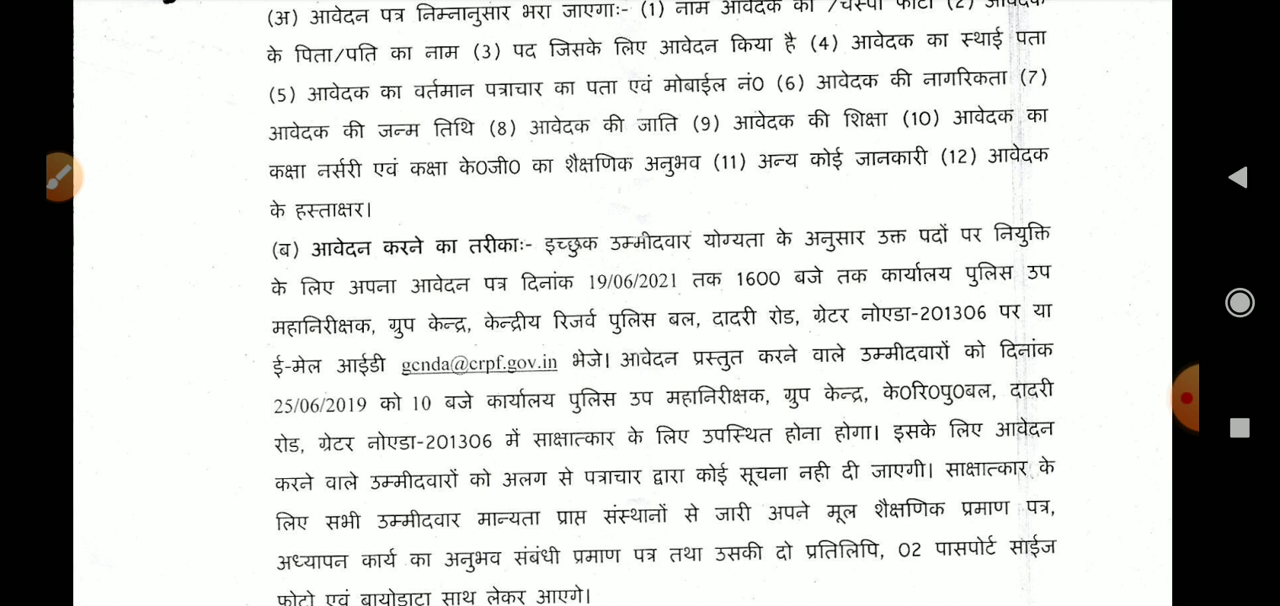 (अ) आवेदन पत्र निम्नानुसार भरा जाएगाः- (1) नाम आवेदक का /चस्पा फोटो (2) आवेदक
के पिता/पति का नाम (3) पद जिसके लिए आवेदन किया है (4) आवेदक का स्थाई पता
(5) आवेदक का वर्तमान पत्राचार का पता एवं मोबाईल नं0 (6) आवेदक की नागरिकता (7)
आवेदक की जन्म तिथि (8) आवेदक की जाति (9) आवेदक की शिक्षा (10) आवेदक का
कक्षा नर्सरी एवं कक्षा के0जी0 का शैक्षणिक अनुभव (11) अन्य कोई जानकारी (12) आवेदक
के हस्ताक्षर।
(ब) आवेदन करने का तरीकाः- इच्छुक उम्मीदवार योग्यता के अनुसार उक्त पदों पर नियुक्ति
के लिए अपना आवेदन पत्र दिनांक 19/06/2021 तक 1600 बजे तक कार्यालय पुलिस उप
महानिरीक्षक, ग्रुप केन्द्र, केन्द्रीय रिजर्व पुलिस बल, दादरी रोड, ग्रेटर नोएडा-201306 पर या
ई-मेल आईडी gcnda@crpf.gov.in भेजे। आवेदन प्रस्तुत करने वाले उम्मीदवारों को दिनांक
25/06/2019 को 10 बजे कार्यालय पुलिस उप महानिरीक्षक, ग्रुप केन्द्र, के0रि0पु0बल, दादरी
रोड, ग्रेटर नोएडा-201306 में साक्षात्कार के लिए उपस्थित होना होगा। इसके लिए आवेदन
करने वाले उम्मीदवारों को अलग से पत्राचार द्वारा कोई सूचना नही दी जाएगी। साक्षात्कार के
लिए सभी उम्मीदवार मान्यता प्राप्त संस्थानों से जारी अपने मूल शैक्षणिक प्रमाण पत्र,
अध्यापन कार्य का अनुभव संबंधी प्रमाण पत्र तथा उसकी दो प्रतिलिपि, 02 पासपोर्ट साईज
फोटो एवं बायोडाटा साथ लेकर आएगे।